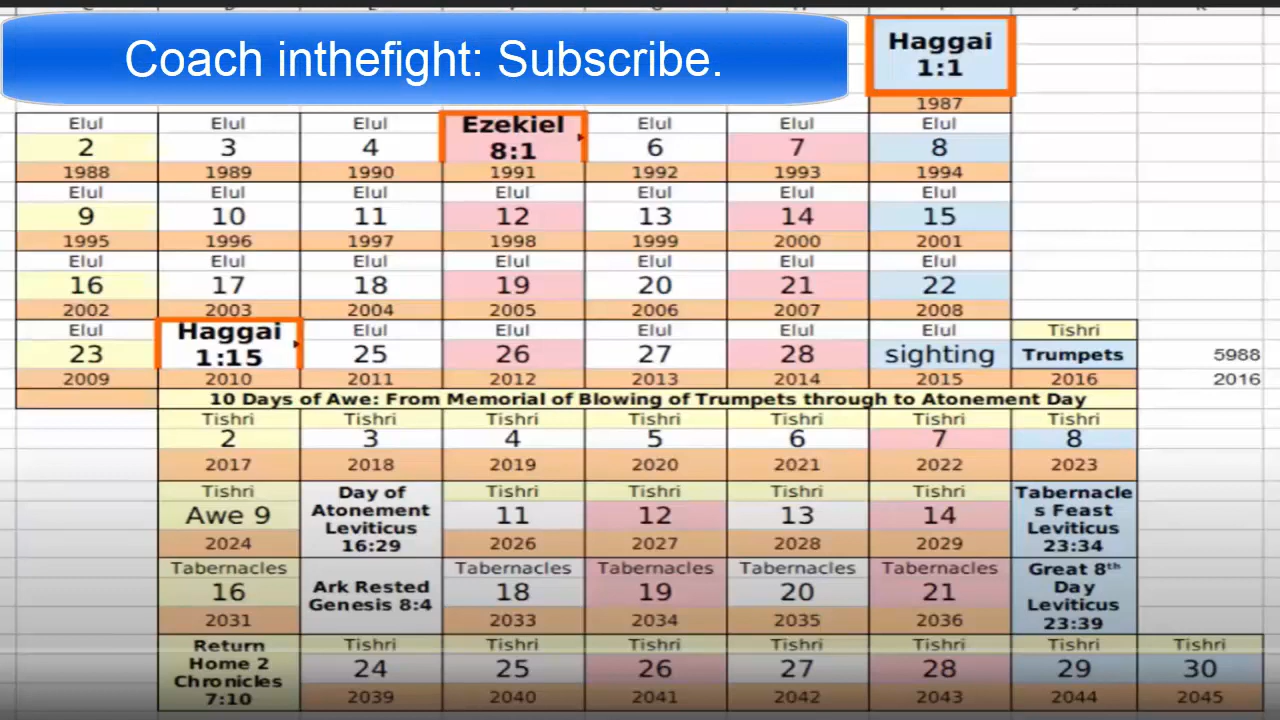 Coach inthefight: Subscribe.
Haggai
1:1
1987
Elul Elul Elul Ezekiel Elul Elul Elul
2 3 4 8:1 6 7 8
1988 1989 1990 1991 1992 1993 1994
Elul Elul Elul Elul Elul Elul Elul
9 10 11 12 13 14 15
1995 1996 1997 1998 1999 2000 2001
Elul Elul Elul Elul Elul Elul Elul
16 17 18 19 20 21 22
2002 2003 2004 2005 2006 2007 2008
Elul Haggai Elul Elul Elul Elul Elul Tishri
23 1:15 25 26 27 28 sighting Trumpets 5988
2009 2010 2011 2012 2013 2014 2015 2016 2016
10 Days of Awe: From Memorial of Blowing of Trumpets through to Atonement Day
Tishri Tishri Tishri Tishri Tishri Tishri Tishri
2 3 4 5 6 7 8
2017 2018 2019 2020 2021 2022 2023
Tishri
Awe 9
2024
Day of
Atonement
Leviticus
16:29
Tishri Tishri Tishri Tishri
11 12 13 14
2026 2027 2028 2029
Tabernacle
s Feast
Leviticus
23:34
Tabernacles
16
2031
Ark Rested
Genesis 8:4
Tabernacles Tabernacles Tabernacles Tabernacles
18 19 20 21
2033 2034 2035 2036
Great 8th
Day
Leviticus
23:39
Return
Home 2
Chronicles
7:10
Tishri Tishri Tishri Tishri Tishri Tishri Tishri
24 25 26 27 28 29 30
2039 2040 2041 2042 2043 2044 2045